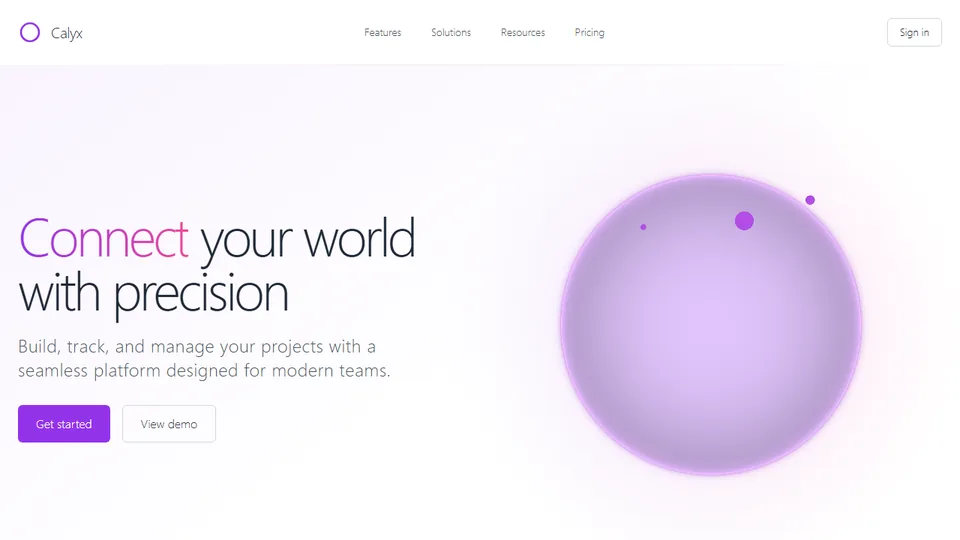 Calyx
Features
Solutions
Resources
Pricing
Sign in
Connect your world
with precision
Build, track, and manage your projects with a
seamless platform designed for modern teams.
Get started
View demo